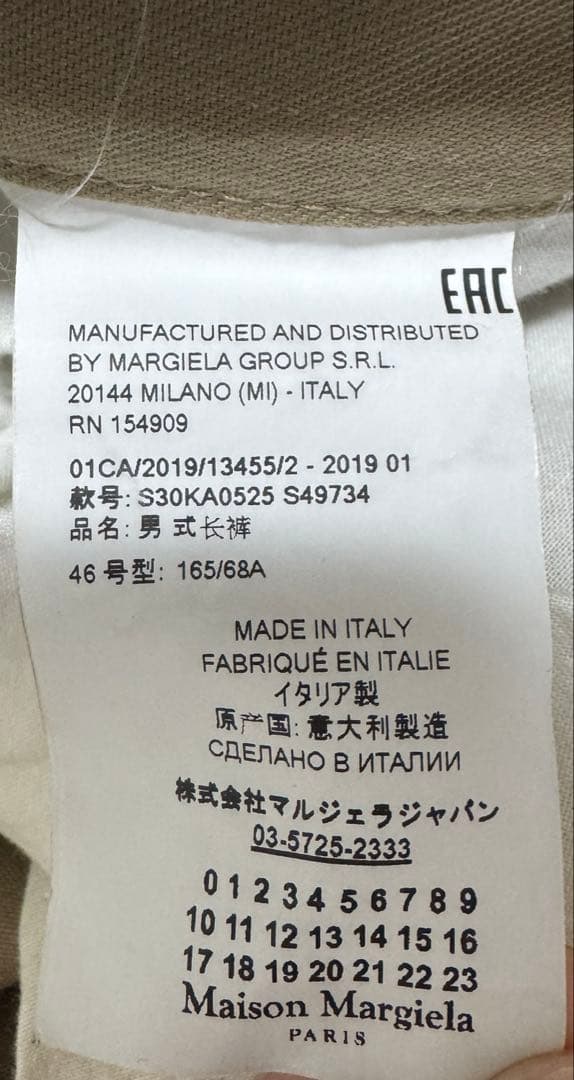 EAC
MANUFACTURED AND DISTRIBUTED
BY MARGIELA GROUP S.R.L.
20144 MILANO (MI) - ITALY
RN 154909
01CA/2019/13455/2 - 2019 01
款号: S30KA0525 S49734
品名: 男 式长裤
46 号型: 165/68A
MADE IN ITALY
FABRIQUÉ EN ITALIE
イタリア製
原产国: 意大利製造
СДЕЛАНО В ИТАЛИИ
株式会社マルジェラジャパン
03-5725-2333
0 1 2 3 4 5 6 7 8 9
10 11 12 13 14 15 16
17 18 19 20 21 22 23
Maison Margiela
PARIS